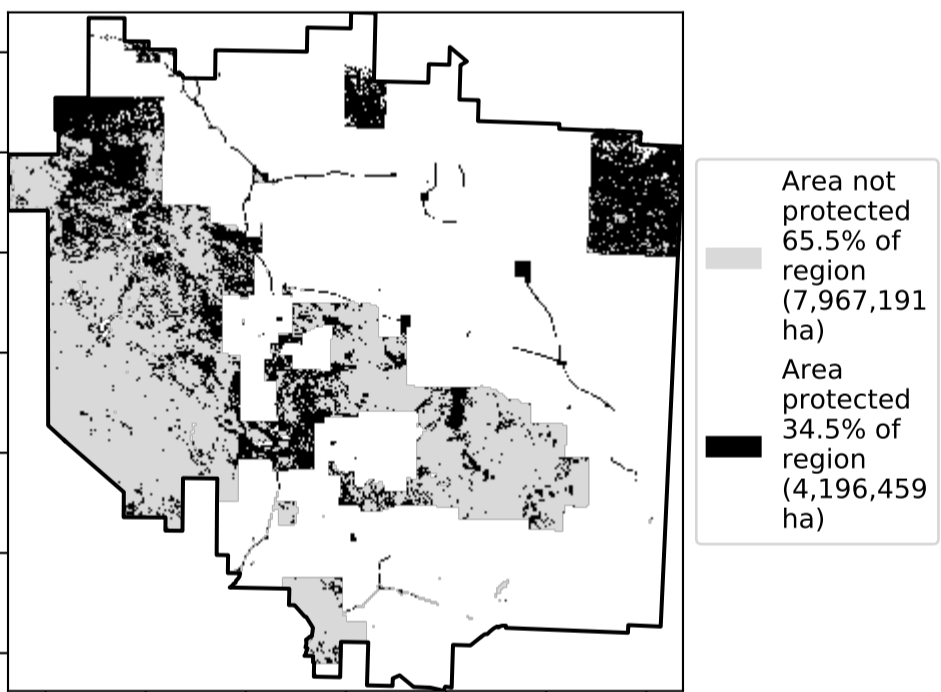 Area not
protected
65.5% of
region
(7,967,191
ha)
Area
protected
34.5% of
region
(4,196,459
ha)